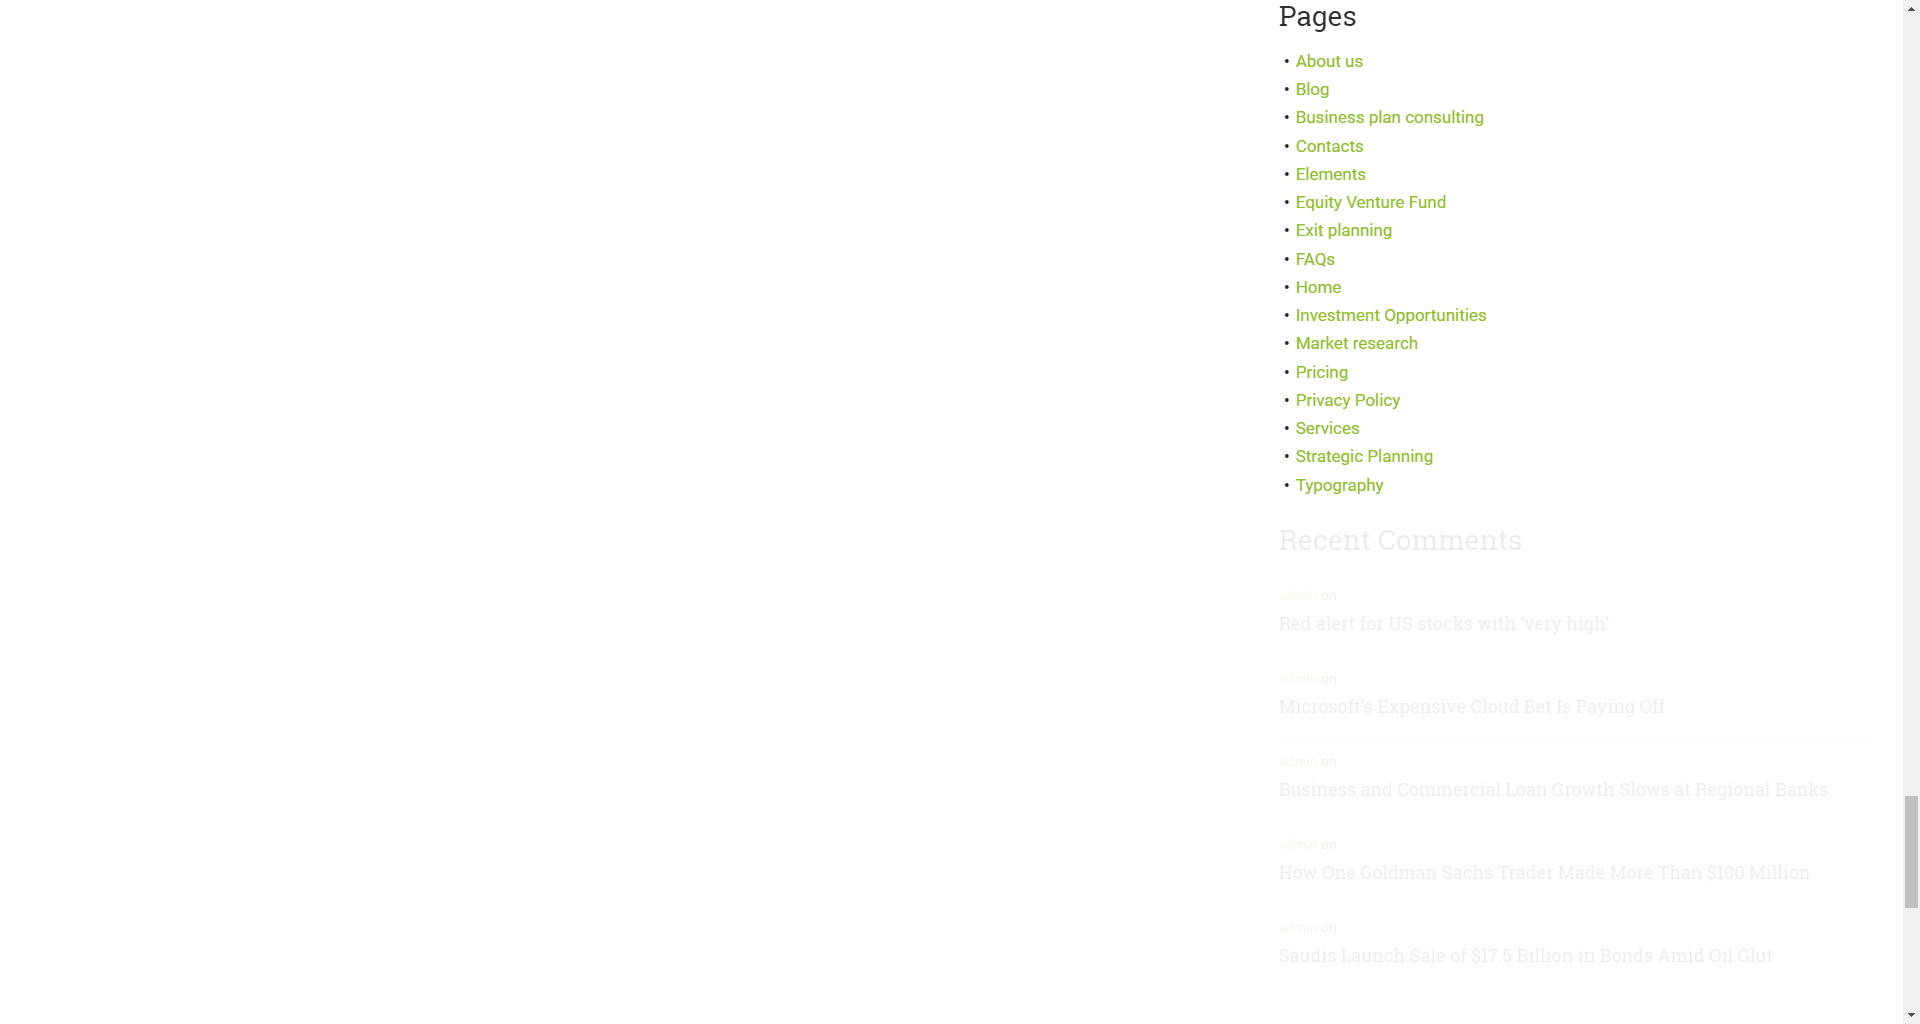 Pages
• About us
• Blog
• Business plan consulting
• Contacts
• Elements
• Equity Venture Fund
• Exit planning
• FAQs
• Home
• Investment Opportunities
• Market research
• Pricing
• Privacy Policy
• Services
• Strategic Planning
• Typography
Recent Comments
admin on
Red alert for US stocks with ‘very high’
admin on
Microsoft’s Expensive Cloud Bet Is Paying Off
admin on
Business and Commercial Loan Growth Slows at Regional Banks
admin on
How One Goldman Sachs Trader Made More Than $100 Million
admin on
Saudis Launch Sale of $17.5 Billion in Bonds Amid Oil Glut